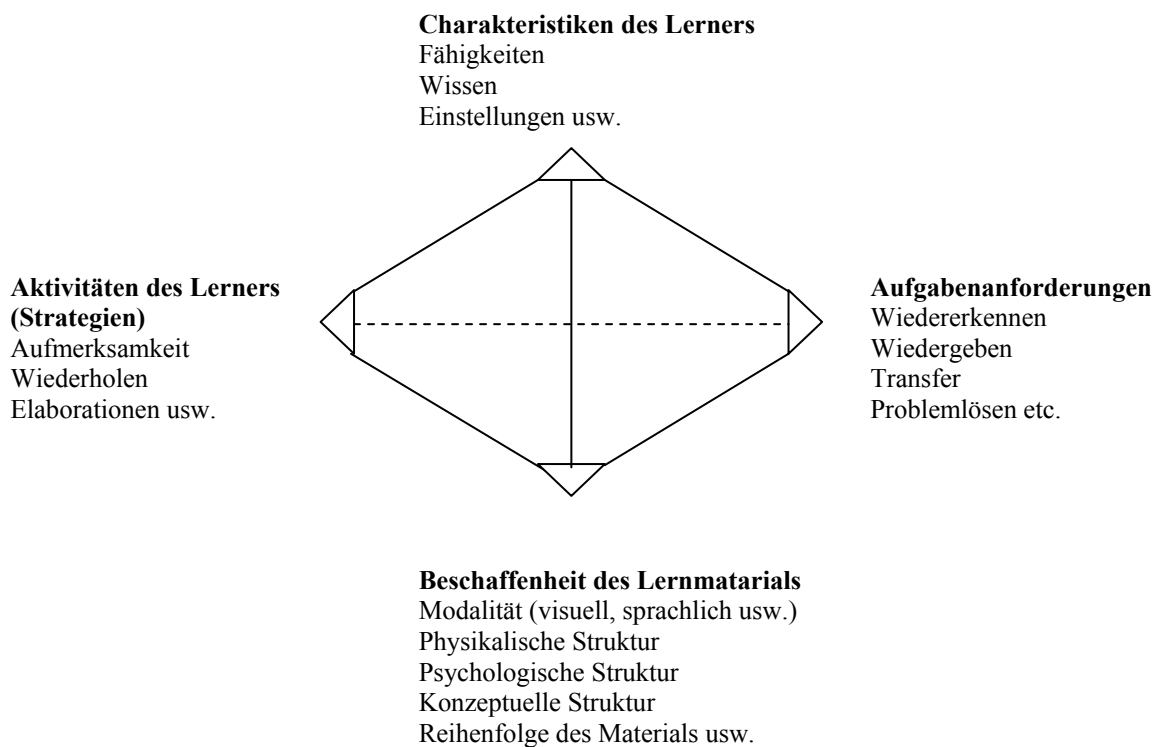 Charakteristiken des Lerners
Fähigkeiten
Wissen
Einstellungen usw.
Aktivitäten des Lerners
(Strategien)
Aufmerksamkeit
Wiederholen
Elaborationen usw.
Aufgabenanforderungen
Wiedererkennen
Wiedergeben
Transfer
Problemlösen etc.
Beschaffenheit des Lernmatarials
Modalität (visuell, sprachlich usw.)
Physikalische Struktur
Psychologische Struktur
Konzeptuelle Struktur
Reihenfolge des Materials usw.